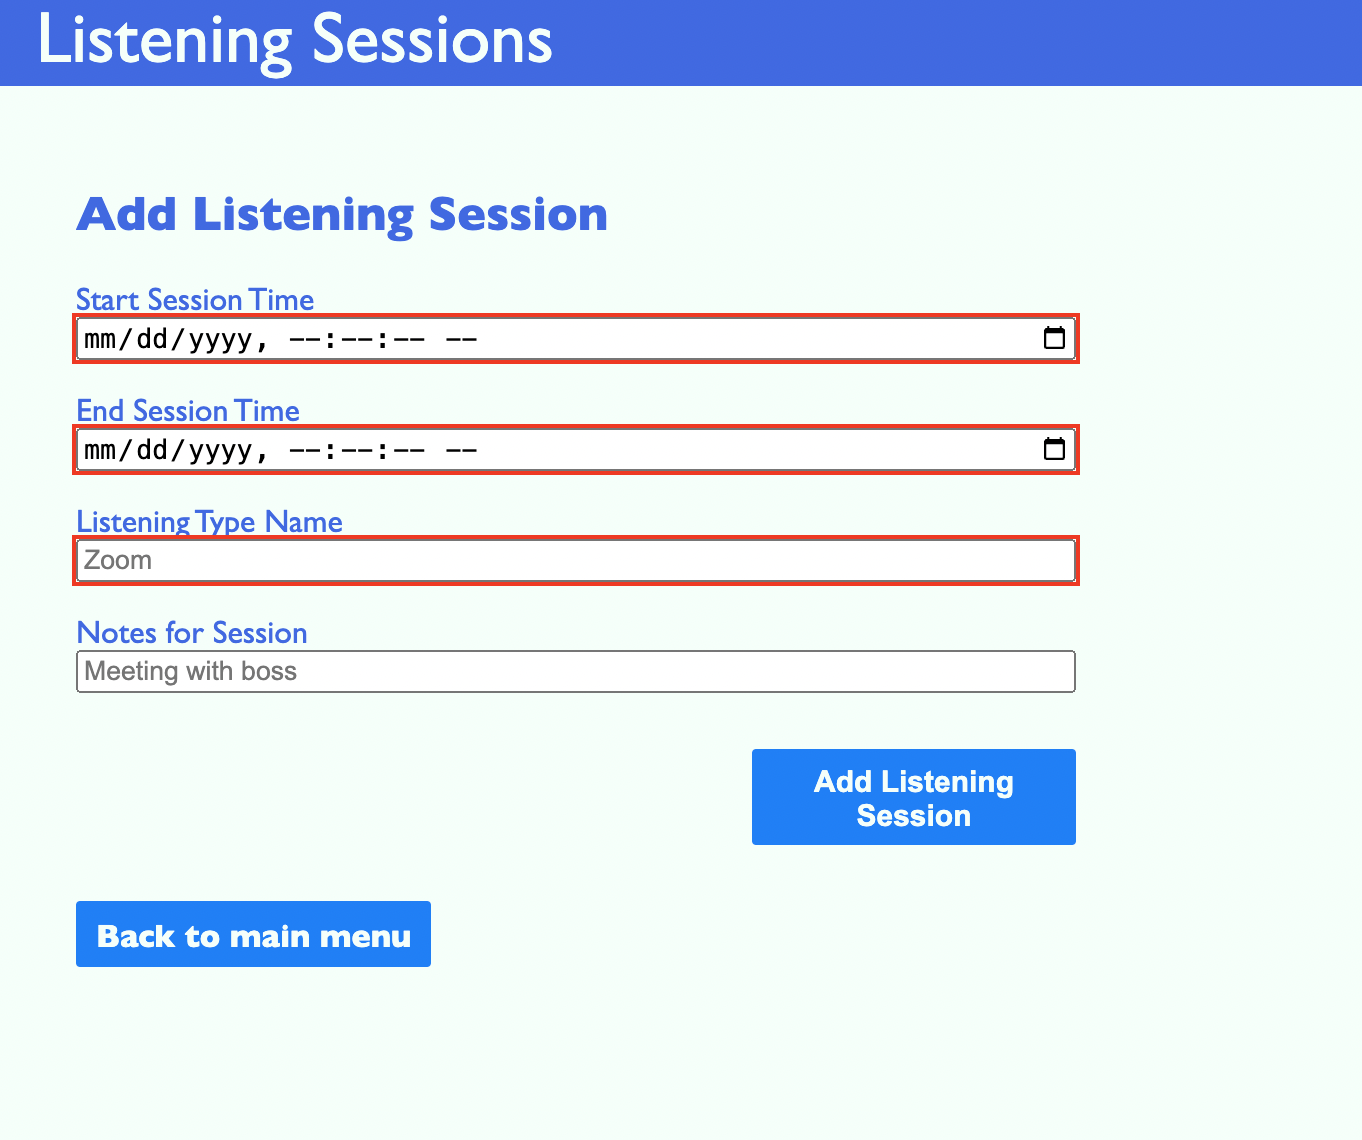 Listening Sessions
Add Listening Session
Start Session Time
mm/dd/yyyy, --:--:-- --
End Session Time
mm/dd/yyyy, --:--:-- --
Listening Type Name
Zoom
Notes for Session
Meeting with boss
Add Listening
Session
Back to main menu